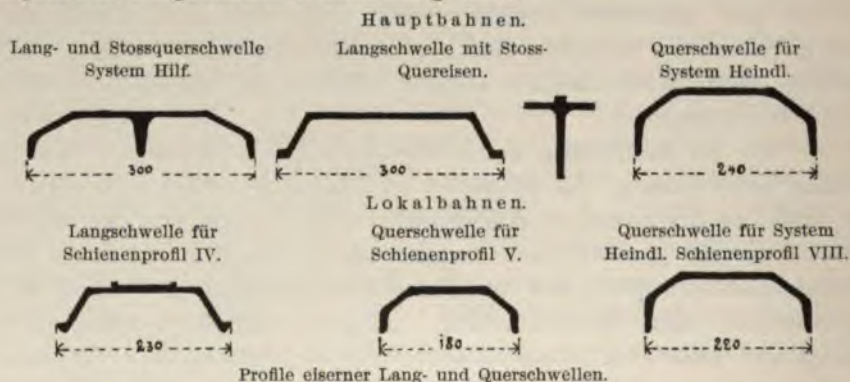 Hauptbahnen.
Lang- und Stossquerschwelle
System Hilf.
Langschwelle mit Stoss-
Quereisen.
Querschwelle für
System Heindl.
300
300
240
Lokalbahnen.
Langschwelle für
Schienenprofil IV.
Querschwelle für
Schienenprofil V.
Querschwelle für System
Heindl. Schienenprofil VIII.
230
180
220
Profile eiserner Lang- und Querschwellen.